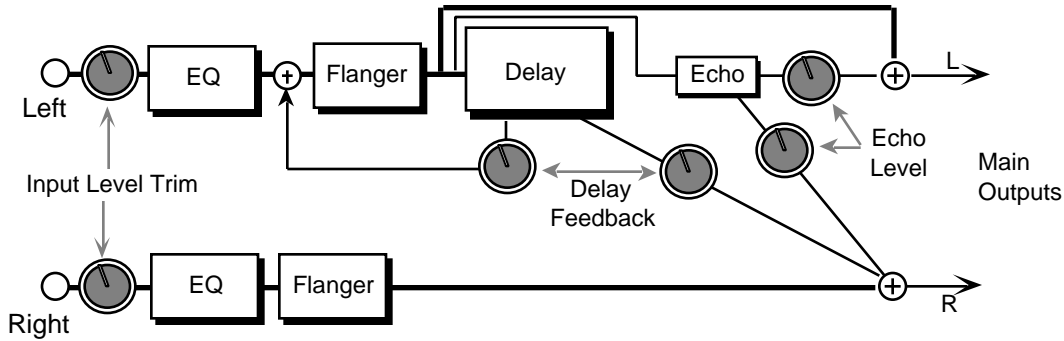 Left
EQ
Flanger
Delay
Echo
L
Input Level Trim
Delay
Feedback
Echo
Level
Main
Outputs
Right
EQ
Flanger
R